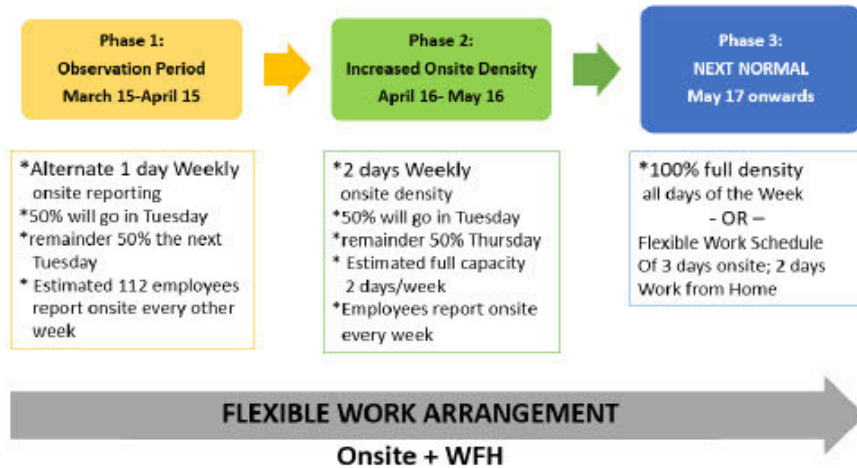 Phase 1:
Observation Period
March 15-April 15
Phase 2:
Increased Onsite Density
April 16- May 16
Phase 3:
NEXT NORMAL
May 17 onwards
*Alternate 1 day Weekly
onsite reporting
*50% will go in Tuesday
*remainder 50% the next
Tuesday
* Estimated 112 employees
report onsite every other
week
*2 days Weekly
onsite density
*50% will go in Tuesday
*remainder 50% Thursday
* Estimated full capacity
2 days/week
*Employees report onsite
every week
*100% full density
all days of the Week
- OR –
Flexible Work Schedule
Of 3 days onsite; 2 days
Work from Home
FLEXIBLE WORK ARRANGEMENT
Onsite + WFH